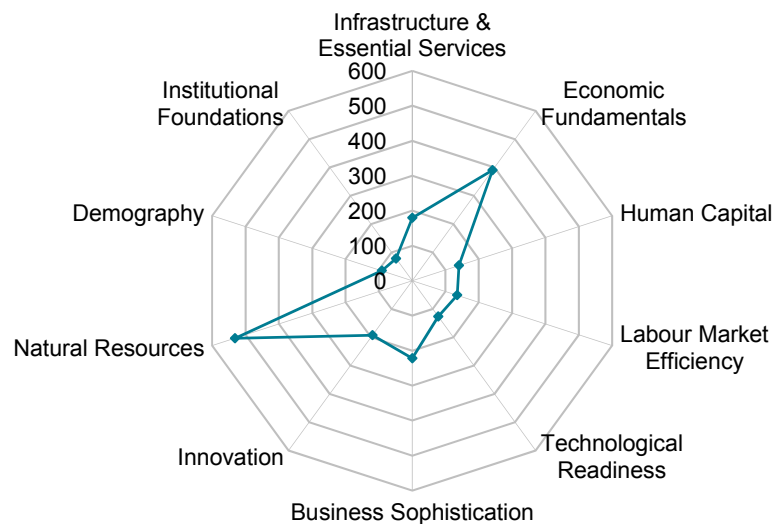 Infrastructure &
Essential Services
600
500
400
300
200
100
0
Economic
Fundamentals
Human Capital
Labour Market
Efficiency
Technological
Readiness
Business Sophistication
Innovation
Natural Resources
Demography
Institutional
Foundations